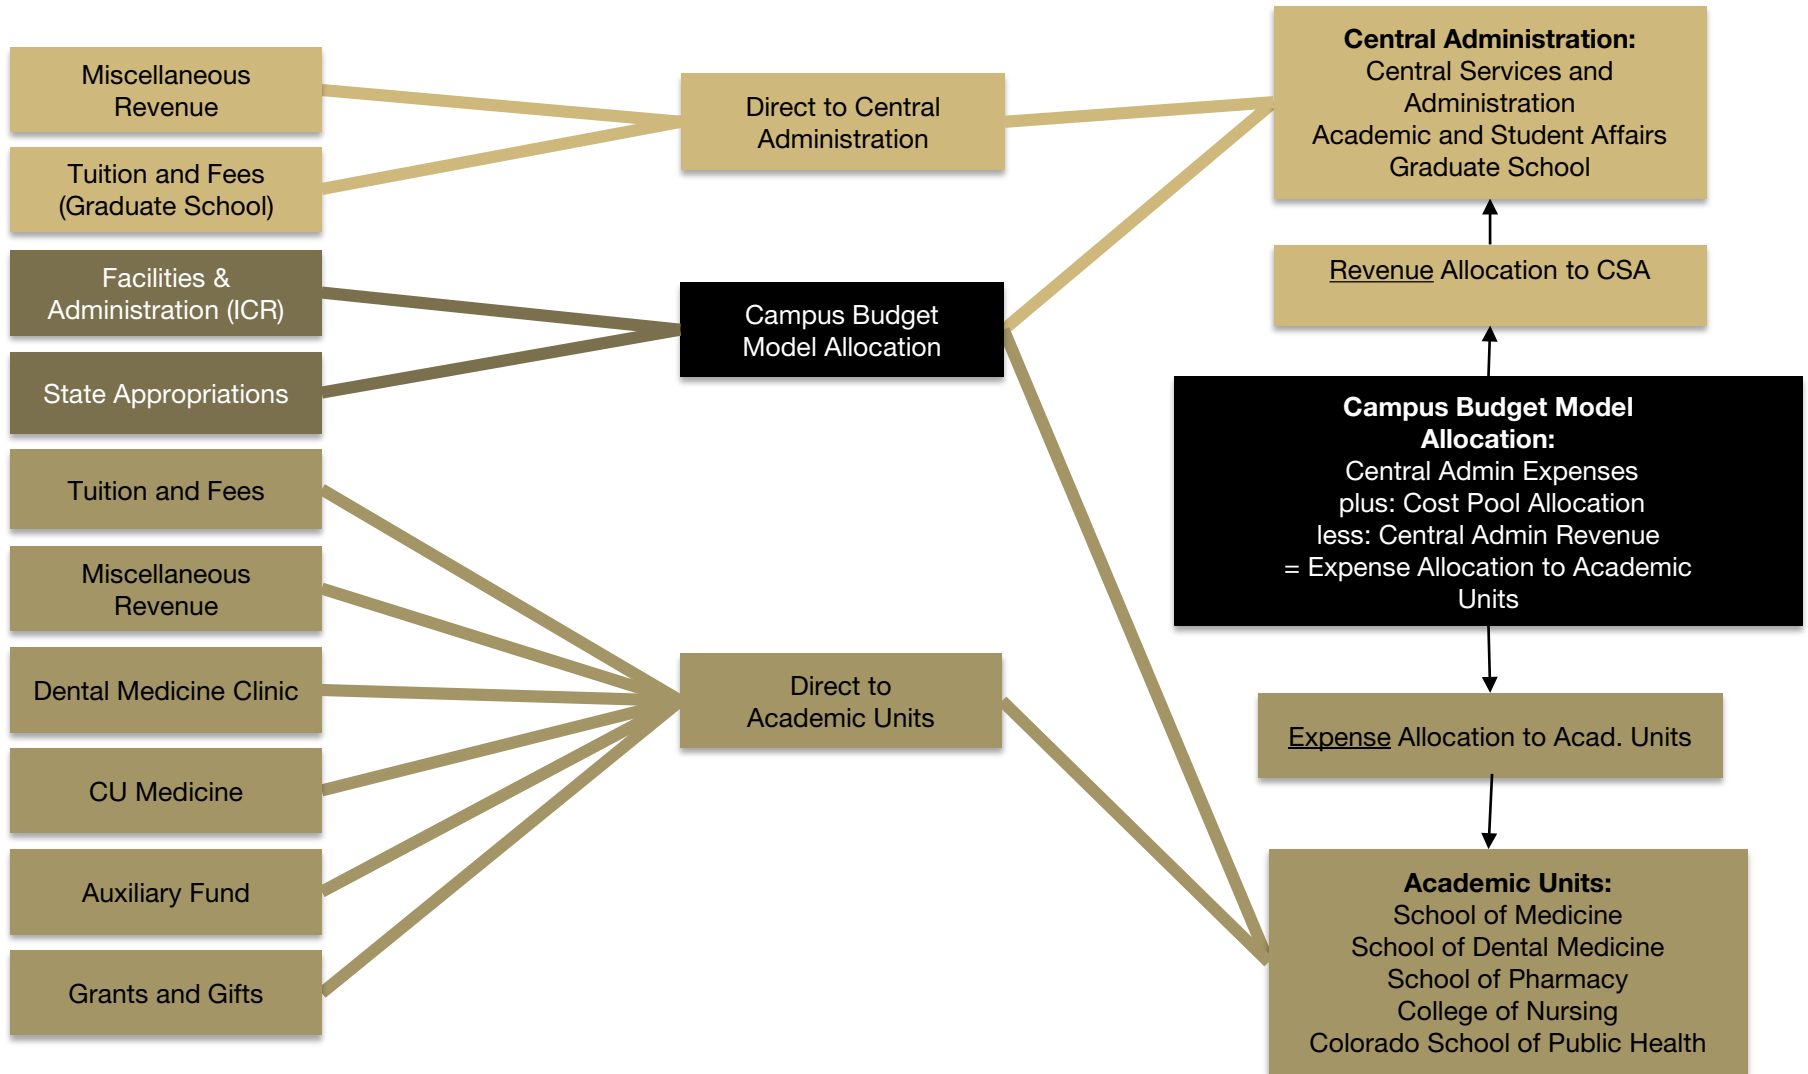 Miscellaneous
Revenue
Tuition and Fees
(Graduate School)
Facilities &
Administration (ICR)
State Appropriations
Tuition and Fees
Miscellaneous
Revenue
Dental Medicine Clinic
CU Medicine
Auxiliary Fund
Grants and Gifts
Direct to Central
Administration
Campus Budget
Model Allocation
Direct to
Academic Units
Central Administration:
Central Services and
Administration
Academic and Student Affairs
Graduate School
Revenue Allocation to CSA
Campus Budget Model
Allocation:
Central Admin Expenses
plus: Cost Pool Allocation
less: Central Admin Revenue
= Expense Allocation to Academic
Units
Expense Allocation to Acad. Units
Academic Units:
School of Medicine
School of Dental Medicine
School of Pharmacy
College of Nursing
Colorado School of Public Health